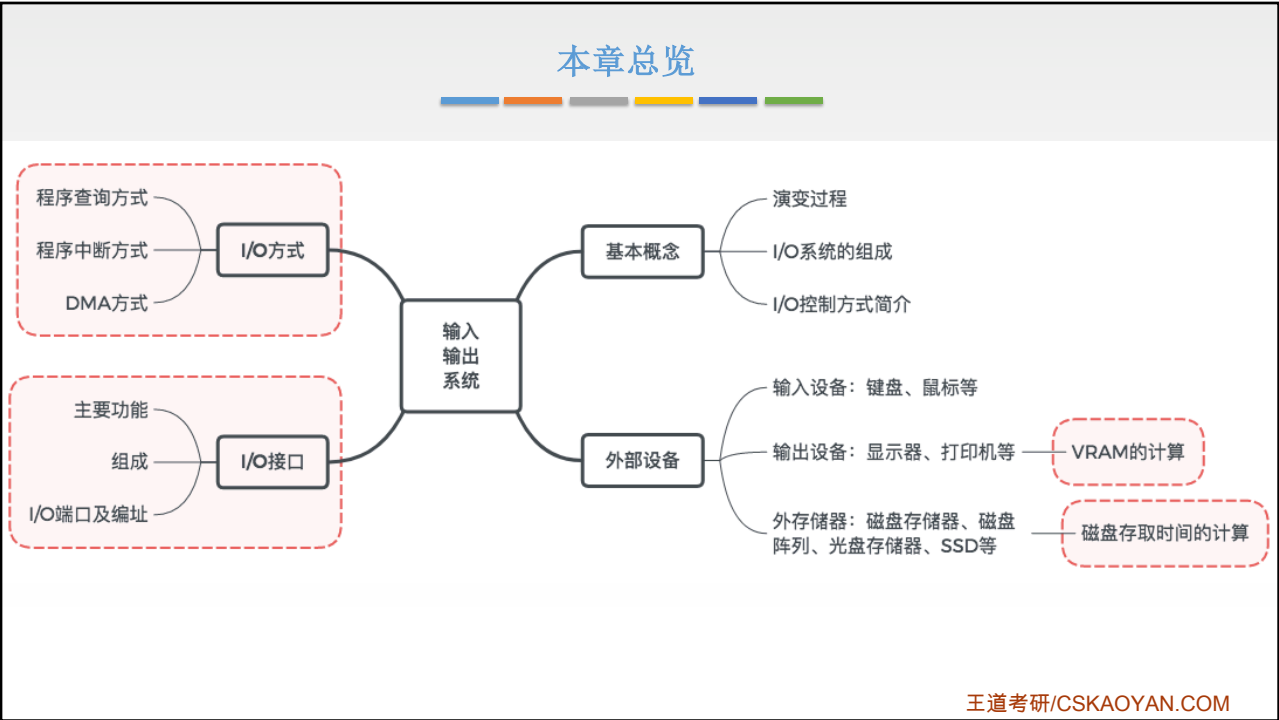 本章总览
程序查询方式
程序中断方式
DMA方式
I/O方式
主要功能
组成
I/O端口及编址
I/O接口
输入
输出
系统
基本概念
演变过程
I/O系统的组成
I/O控制方式简介
外部设备
输入设备：键盘、鼠标等
输出设备：显示器、打印机等
VRAM的计算
外存储器：磁盘存储器、磁盘
阵列、光盘存储器、SSD等
磁盘存取时间的计算
王道考研/CSKAOYAN.COM